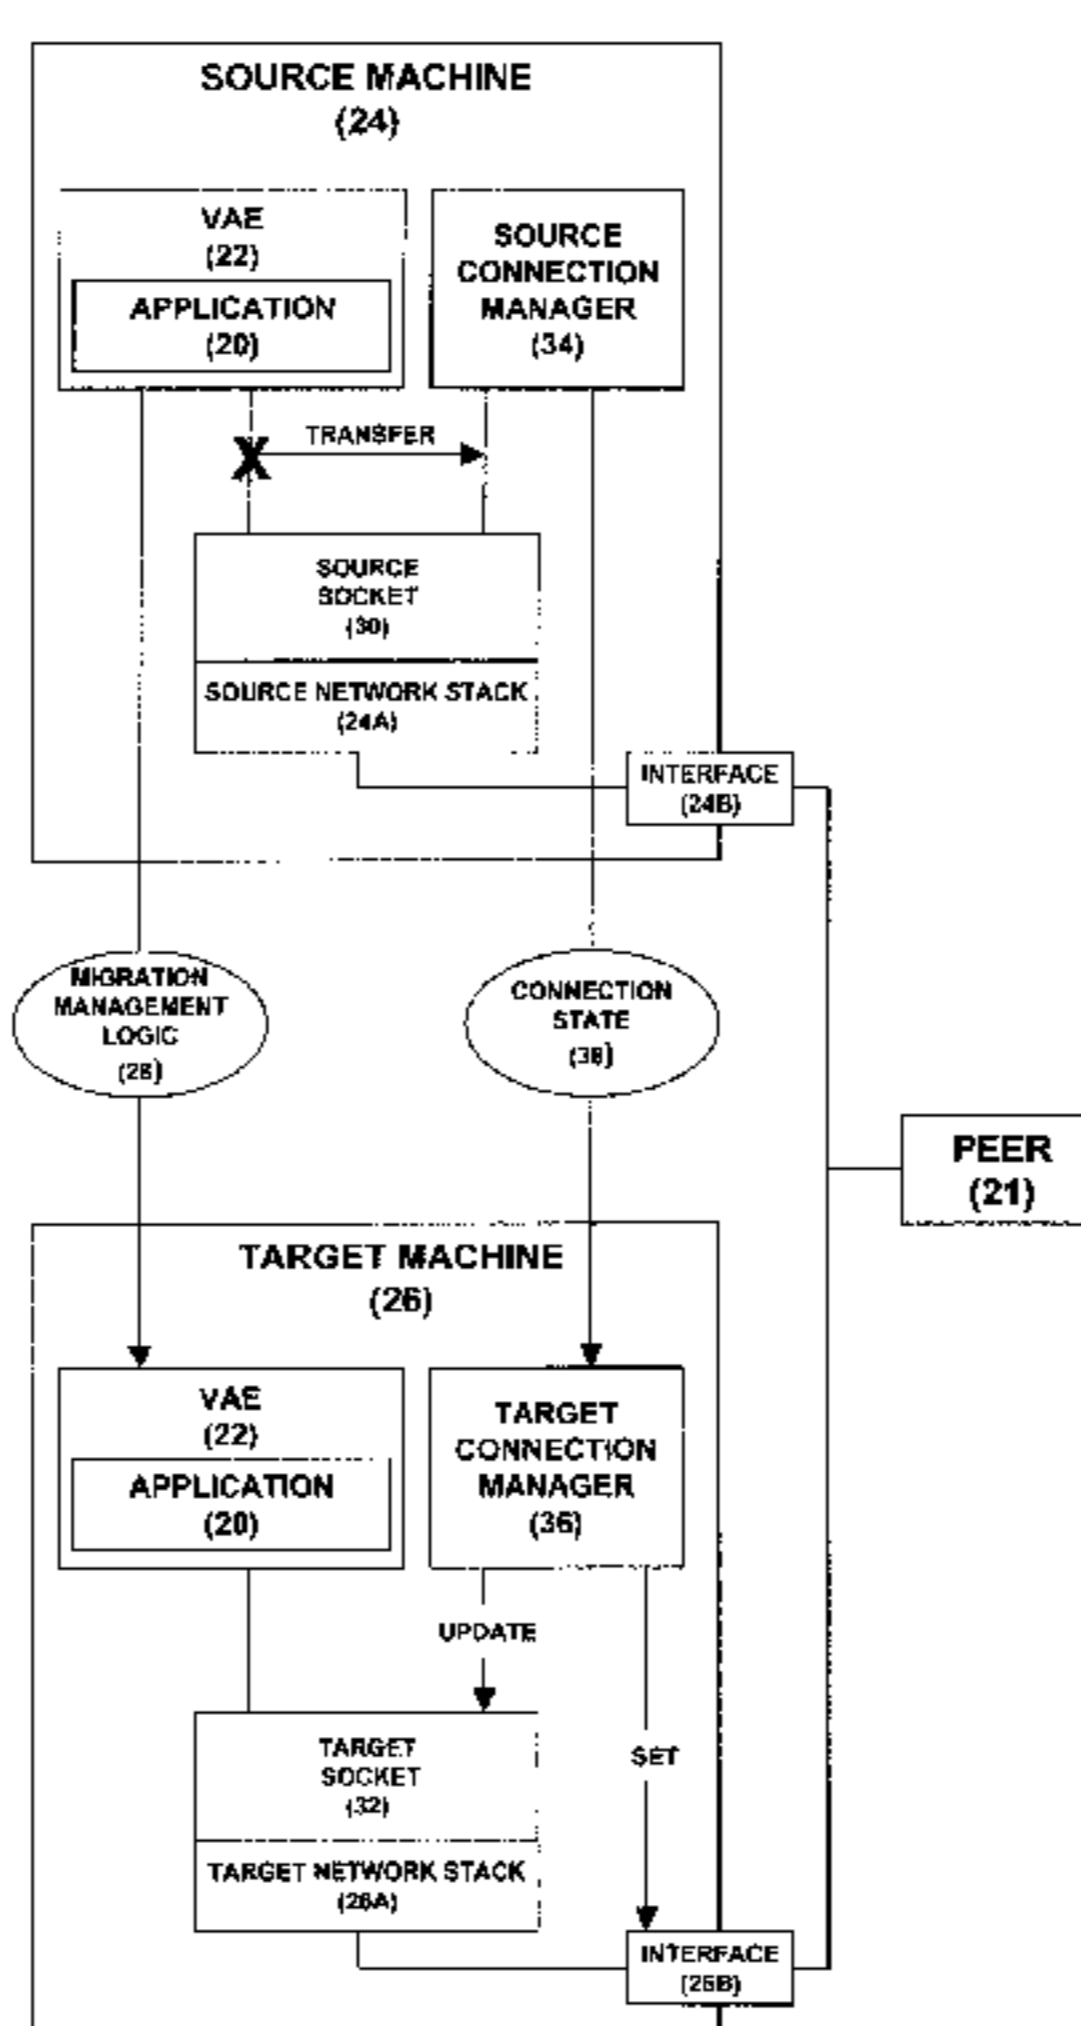 SOURCE MACHINE
(24)
VAE
(22)
APPLICATION
(20)
SOURCE
CONNECTION
MANAGER
(34)
TRANSFER
X
SOURCE
SOCKET
(30)
SOURCE NETWORK STACK
(24A)
INTERFACE
(24B)
MIGRATION
MANAGEMENT
LOGIC
(28)
CONNECTION
STATE
(38)
PEER
(21)
TARGET MACHINE
(26)
VAE
(22)
APPLICATION
(20)
TARGET
CONNECTION
MANAGER
(36)
UPDATE
SET
TARGET
SOCKET
(32)
TARGET NETWORK STACK
(26A)
INTERFACE
(26B)